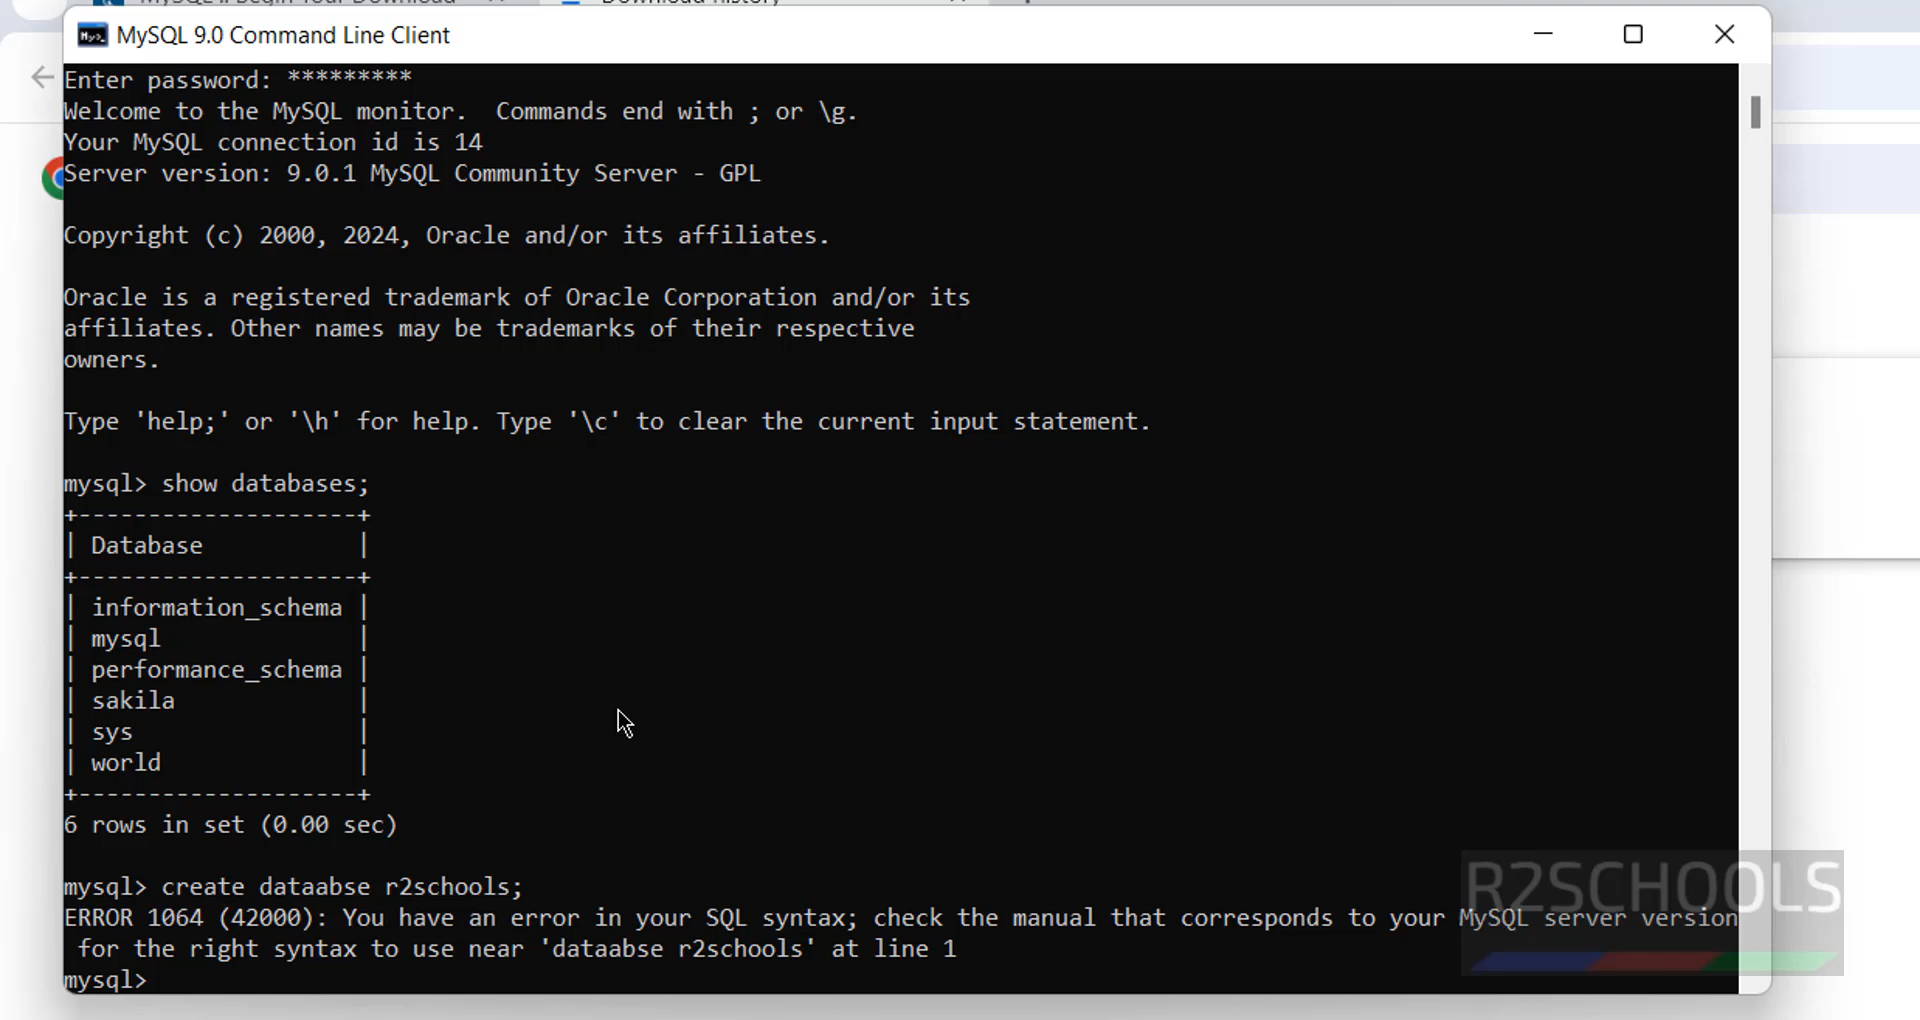 MySQL 9.0 Command Line Client
Enter password: *********
Welcome to the MySQL monitor.  Commands end with ; or \g.
Your MySQL connection id is 14
Server version: 9.0.1 MySQL Community Server - GPL
Copyright (c) 2000, 2024, Oracle and/or its affiliates.
Oracle is a registered trademark of Oracle Corporation and/or its
affiliates. Other names may be trademarks of their respective
owners.
Type 'help;' or '\h' for help. Type '\c' to clear the current input statement.
mysql> show databases;
+--------------------+
| Database           |
+--------------------+
| information_schema |
| mysql              |
| performance_schema |
| sakila             |
| sys                |
| world              |
+--------------------+
6 rows in set (0.00 sec)
mysql> create dataabse r2schools;
ERROR 1064 (42000): You have an error in your SQL syntax; check the manual that corresponds to your MySQL server version
 for the right syntax to use near 'dataabse r2schools' at line 1
mysql>
R2SCHOOLS